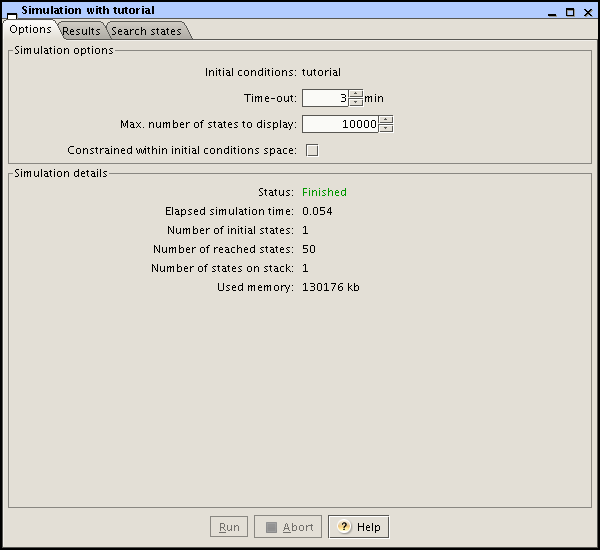 Simulation with tutorial
Options Results Search states
Simulation options
Initial conditions: tutorial
Time-out: 3 min
Max. number of states to display: 10000
Constrained within initial conditions space:
Simulation details
Status: Finished
Elapsed simulation time: 0.054
Number of initial states: 1
Number of reached states: 50
Number of states on stack: 1
Used memory: 130176 kb
Run Abort ? Help